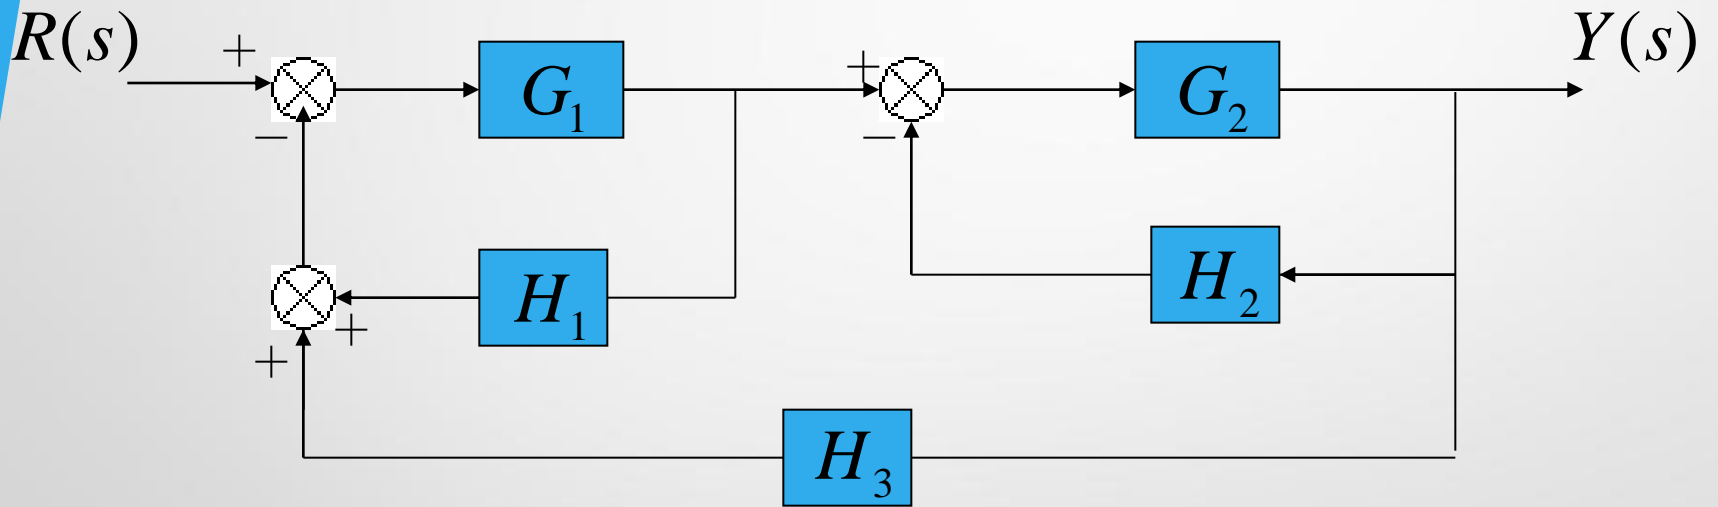 R(s) + G₁ + G₂ Y(s)
− −
H₁ H₂
+ +
H₃